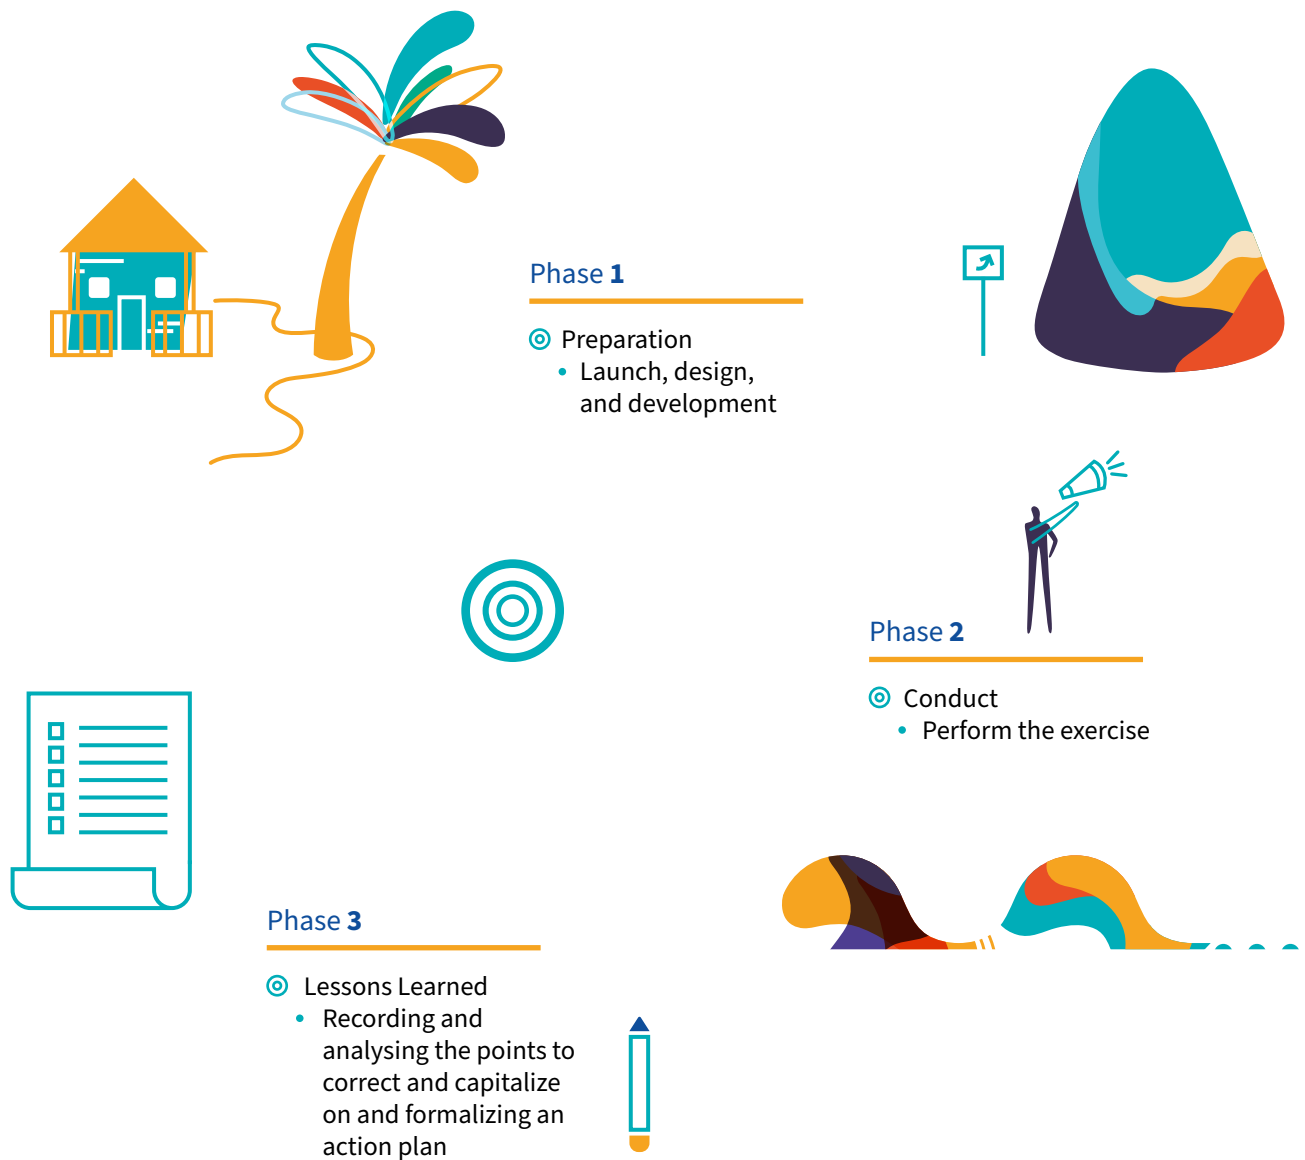 Phase 1
Preparation
• Launch, design,
and development
Phase 2
Conduct
• Perform the exercise
Phase 3
Lessons Learned
• Recording and
analysing the points to
correct and capitalize
on and formalizing an
action plan